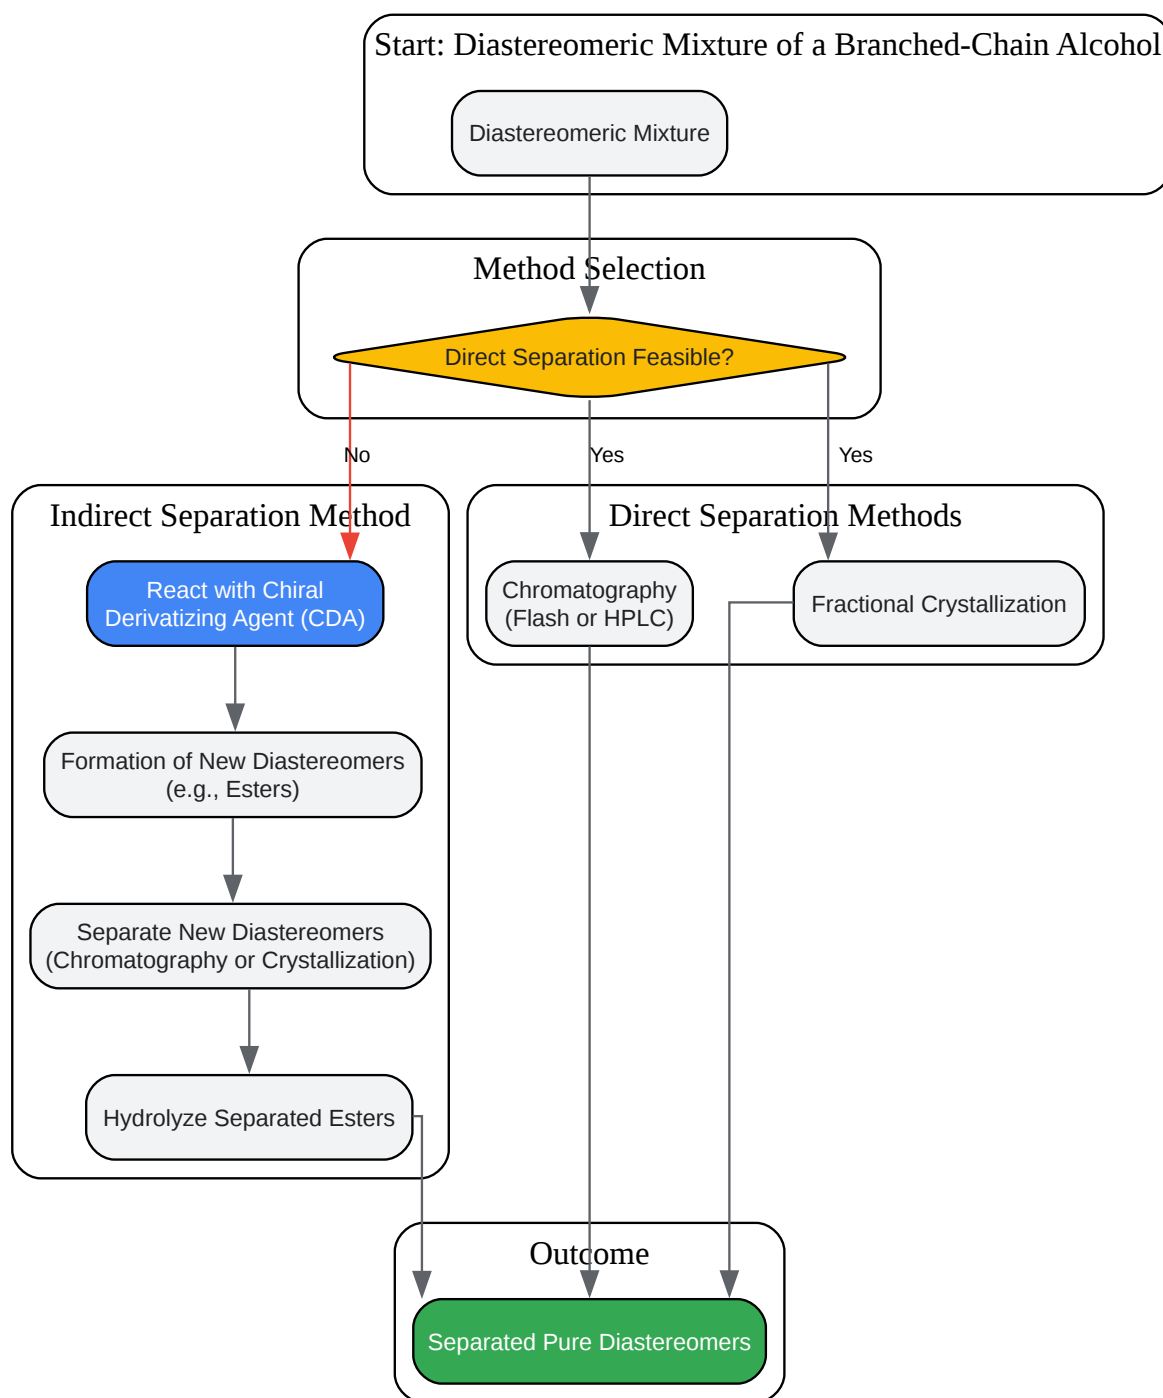 Start: Diastereomeric Mixture of a Branched-Chain Alcohol
Diastereomeric Mixture
Method Selection
Direct Separation Feasible?
No
Yes
Yes
Indirect Separation Method
React with Chiral
Derivatizing Agent (CDA)
Formation of New Diastereomers
(e.g., Esters)
Separate New Diastereomers
(Chromatography or Crystallization)
Hydrolyze Separated Esters
Direct Separation Methods
Chromatography
(Flash or HPLC)
Fractional Crystallization
Outcome
Separated Pure Diastereomers